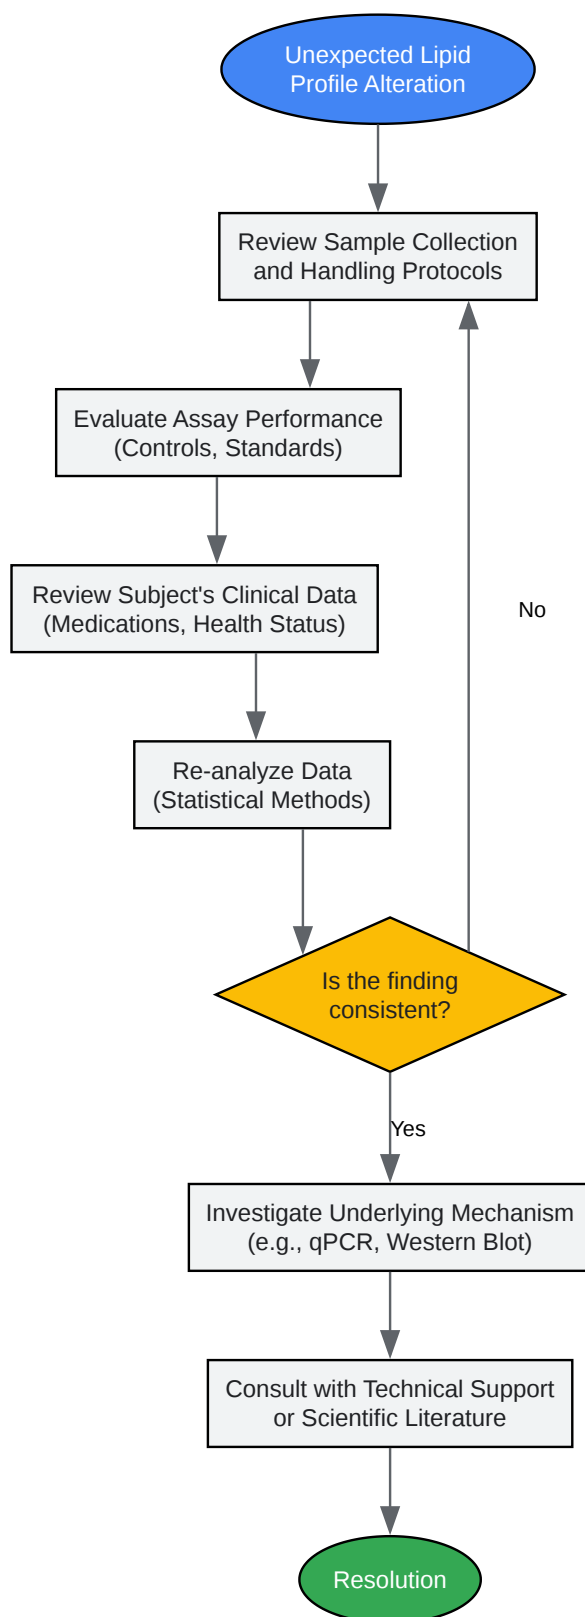 Unexpected Lipid
Profile Alteration
Review Sample Collection
and Handling Protocols
Evaluate Assay Performance
(Controls, Standards)
Review Subject's Clinical Data
(Medications, Health Status)
No
Re-analyze Data
(Statistical Methods)
Is the finding
consistent?
Yes
Investigate Underlying Mechanism
(e.g., qPCR, Western Blot)
Consult with Technical Support
or Scientific Literature
Resolution